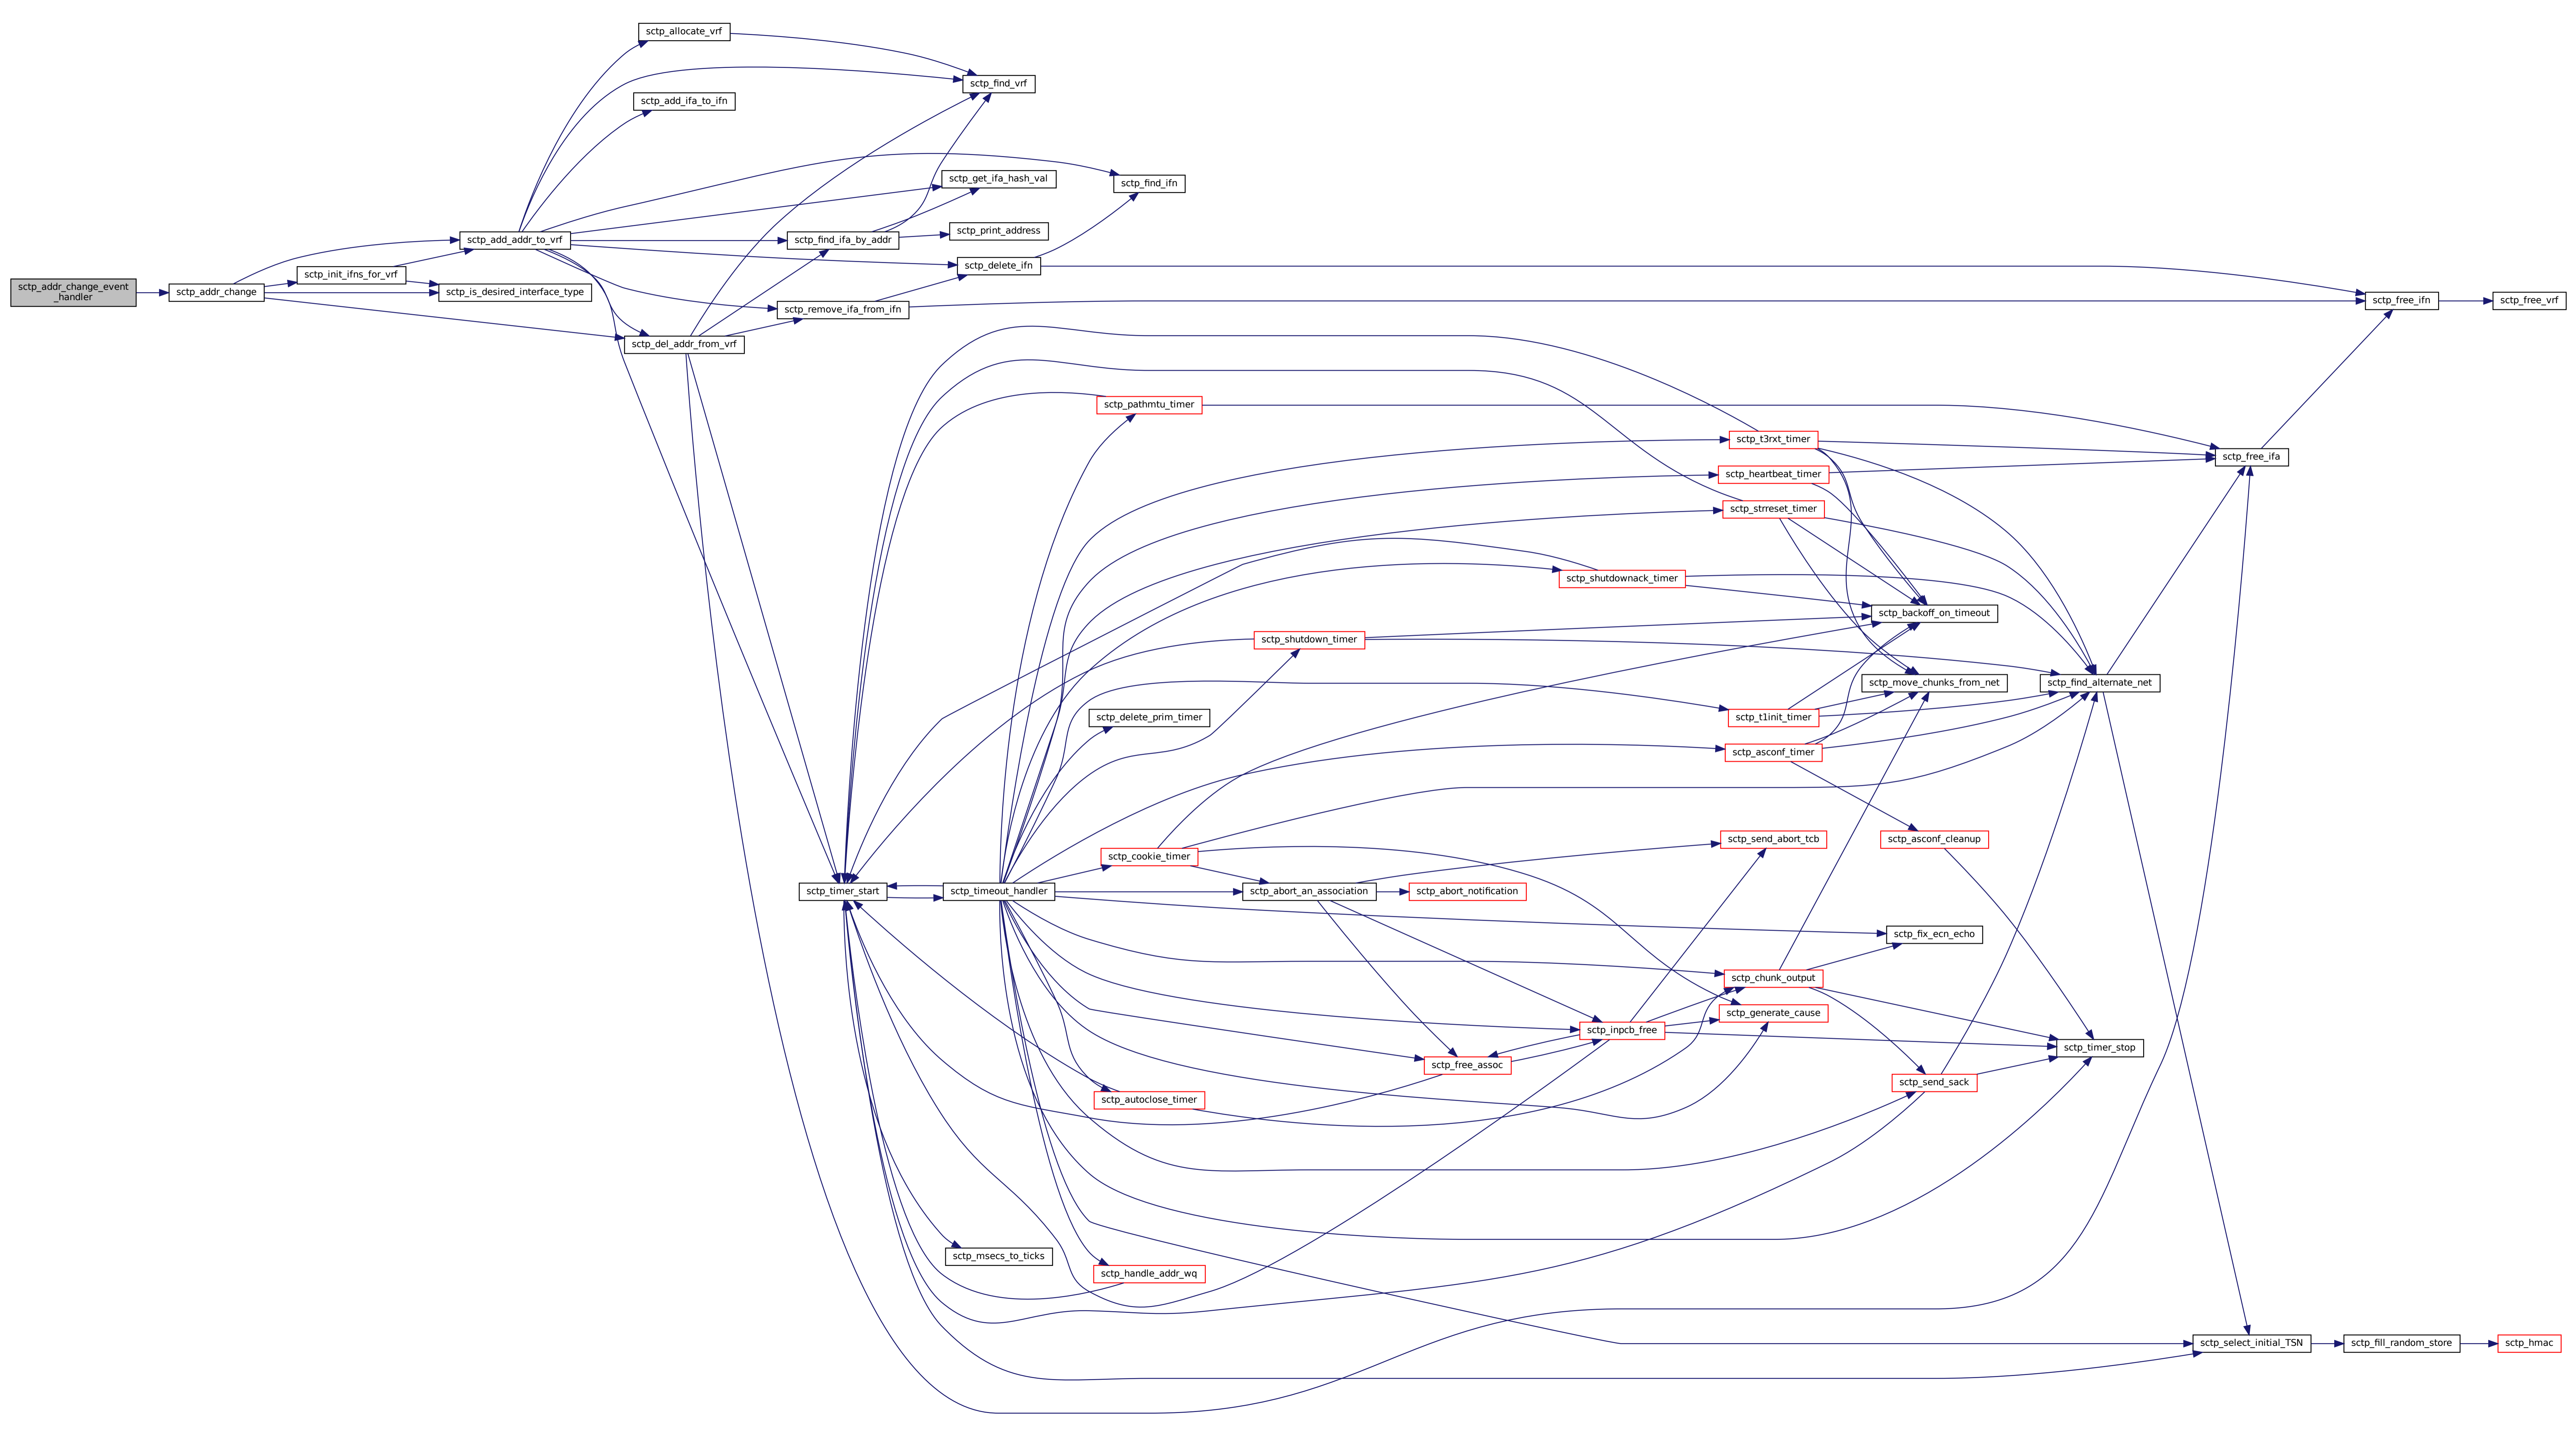 sctp_allocate_vrf
sctp_find_vrf
sctp_add_ifa_to_ifn
sctp_get_ifa_hash_val
sctp_find_ifn
sctp_print_address
sctp_add_addr_to_vrf
sctp_find_ifa_by_addr
sctp_delete_ifn
sctp_init_ifns_for_vrf
sctp_addr_change_event
_handler
sctp_addr_change
sctp_is_desired_interface_type
sctp_remove_ifa_from_ifn
sctp_free_ifn
sctp_free_vrf
sctp_del_addr_from_vrf
sctp_pathmtu_timer
sctp_t3rxt_timer
sctp_free_ifa
sctp_heartbeat_timer
sctp_strreset_timer
sctp_shutdownack_timer
sctp_backoff_on_timeout
sctp_shutdown_timer
sctp_move_chunks_from_net
sctp_find_alternate_net
sctp_delete_prim_timer
sctp_t1init_timer
sctp_asconf_timer
sctp_send_abort_tcb
sctp_asconf_cleanup
sctp_cookie_timer
sctp_timer_start
sctp_timeout_handler
sctp_abort_an_association
sctp_abort_notification
sctp_fix_ecn_echo
sctp_chunk_output
sctp_generate_cause
sctp_inpcb_free
sctp_timer_stop
sctp_free_assoc
sctp_send_sack
sctp_autoclose_timer
sctp_msecs_to_ticks
sctp_handle_addr_wq
sctp_select_initial_TSN
sctp_fill_random_store
sctp_hmac